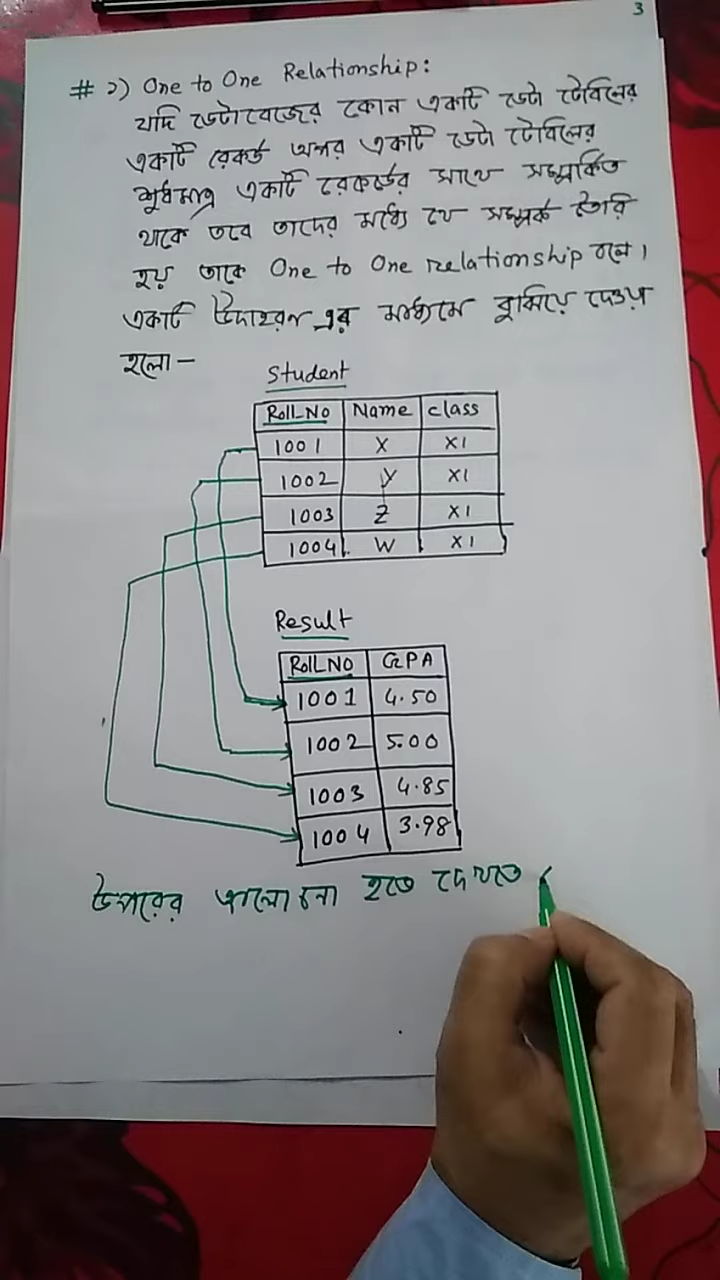 3
# ১) One to One Relationship:
যদি ডেটাবেজের কোন একটি ডেটা টেবিলের
একটি রেকর্ড অপর একটি ডেটা টেবিলের
শুধুমাত্র একটি রেকর্ডের সাথে সম্পর্কিত
থাকে তবে তাদের মধ্যে যে সম্পর্ক তৈরি
হয় তাকে One to One Relationship বলে।
একটি উদাহরন এর মাধ্যমে বুঝিয়ে দেওয়া
হলো -
Student
Roll_No Name class
1001 X XI
1002 Y XI
1003 Z XI
1004 W XI
Result
Roll_No GPA
1001 4.50
1002 5.00
1003 4.85
1004 3.98
উপরের আলোচনা হতে দেখতে